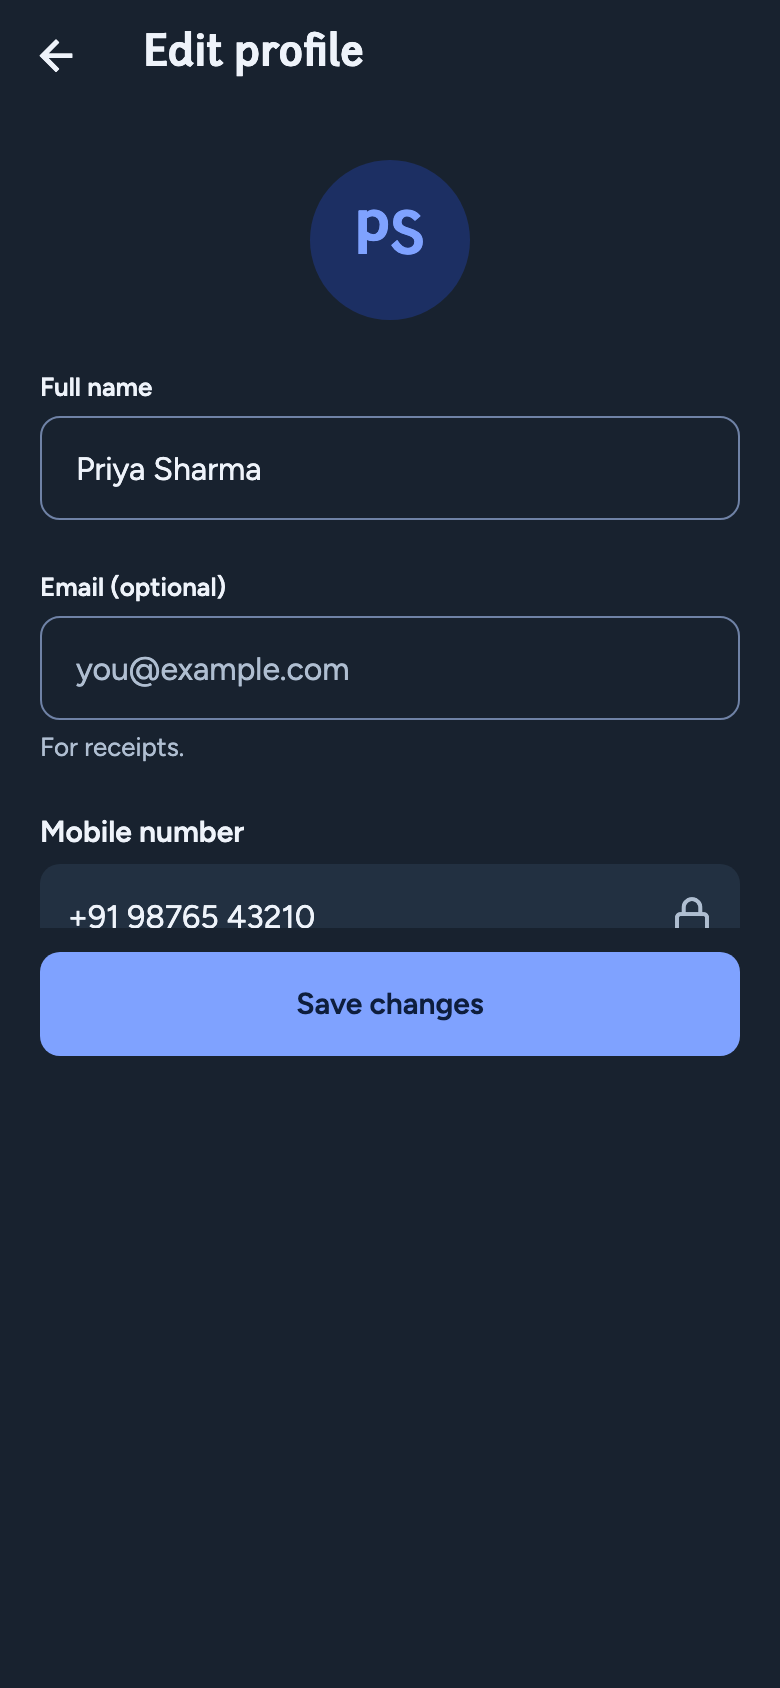 Edit profile
PS
Full name
Priya Sharma
Email (optional)
you@example.com
For receipts.
Mobile number
+91 98765 43210
Save changes